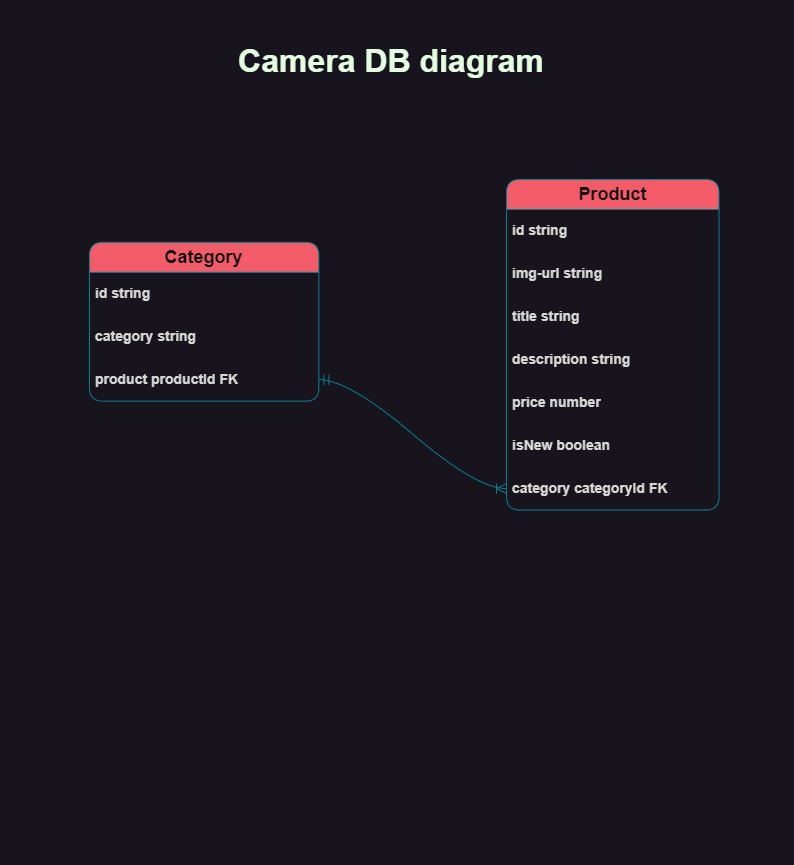 Camera DB diagram
Category
id string
category string
product productId FK
Product
id string
img-url string
title string
description string
price number
isNew boolean
category categoryId FK